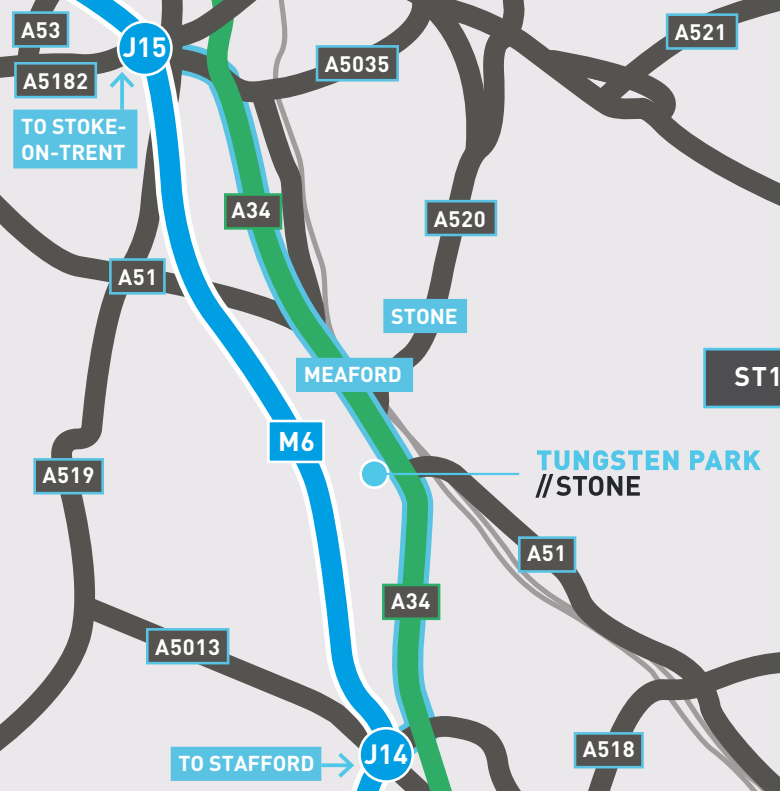 A53
J15
A521
A5035
A5182
TO STOKE-
ON-TRENT
A34
A520
A51
STONE
MEAFORD
ST1
M6
TUNGSTEN PARK
//STONE
A519
A51
A34
A5013
A518
J14
TO STAFFORD